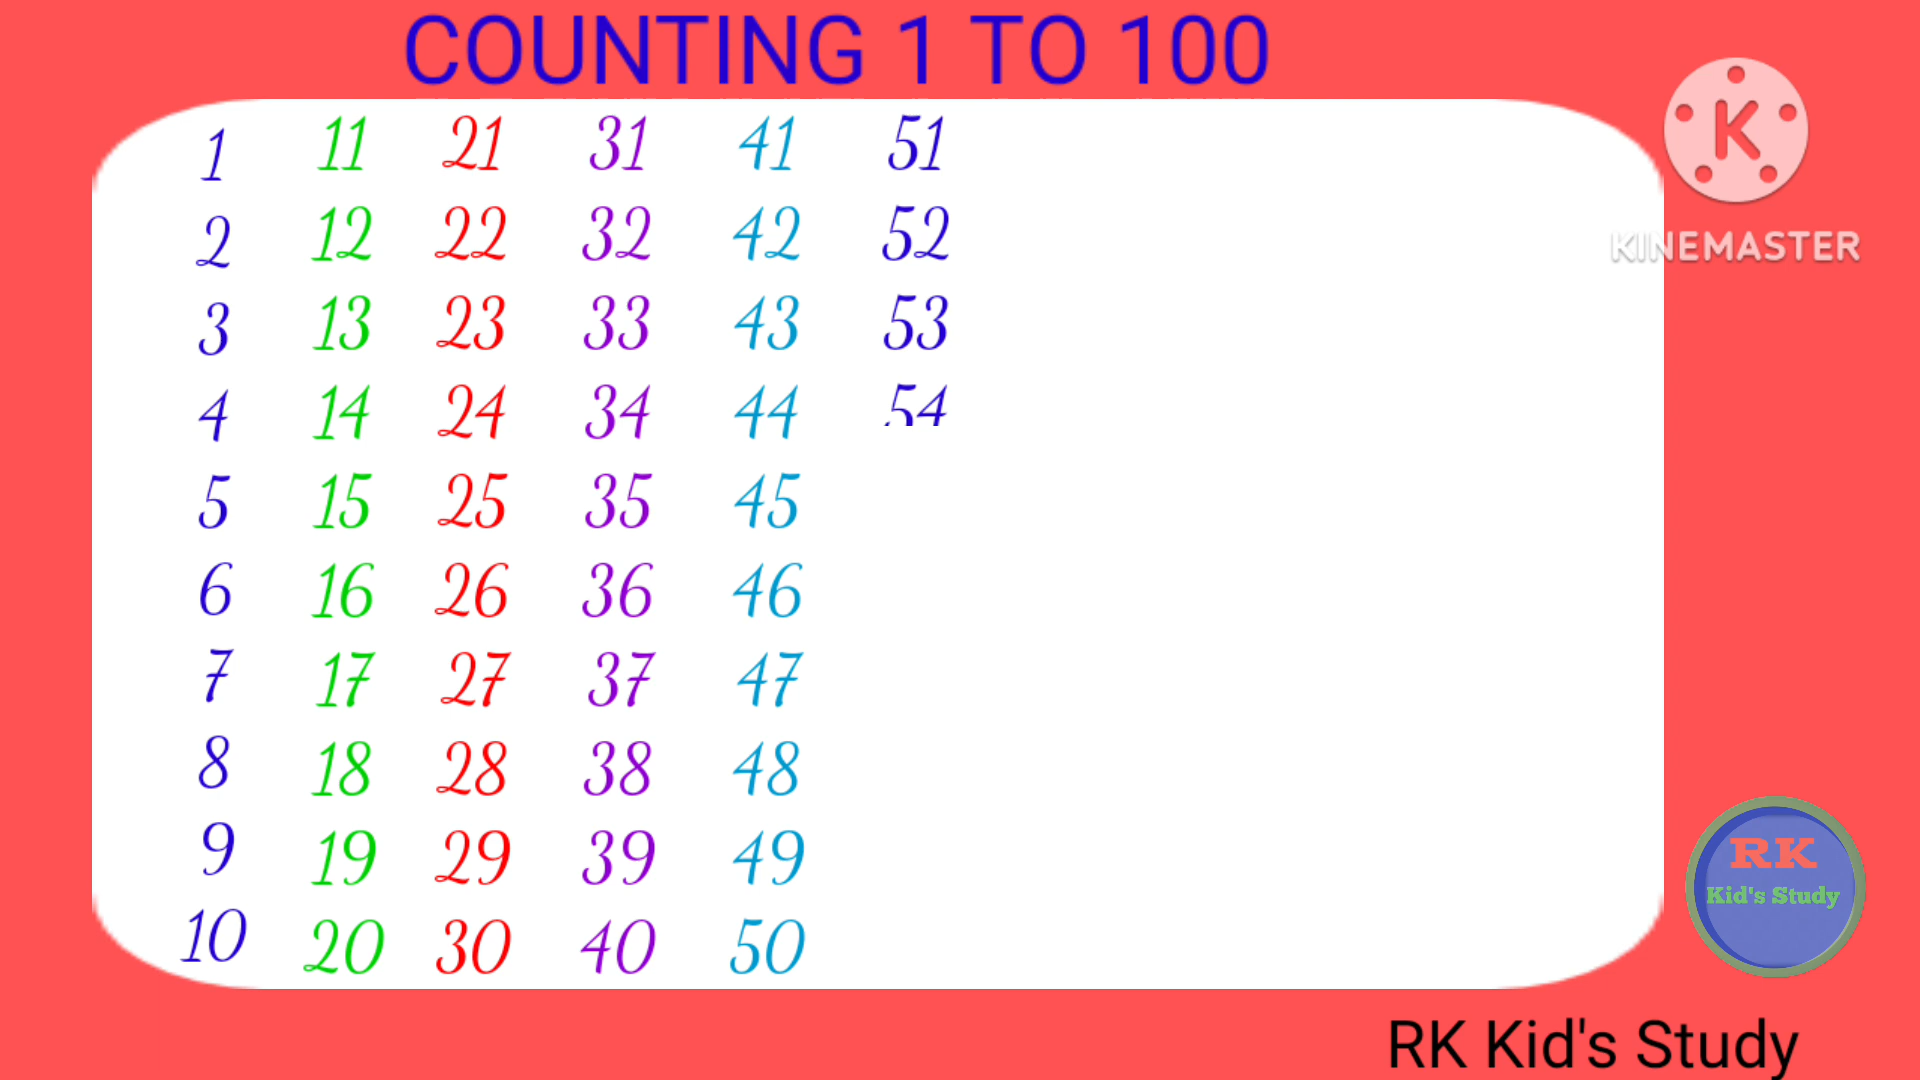 COUNTING 1 TO 100
1 11 21 31 41 51
2 12 22 32 42 52
3 13 23 33 43 53
4 14 24 34 44 54
5 15 25 35 45
6 16 26 36 46
7 17 27 37 47
8 18 28 38 48
9 19 29 39 49
10 20 30 40 50
K
KINEMASTER
RK
Kid's Study
RK Kid's Study